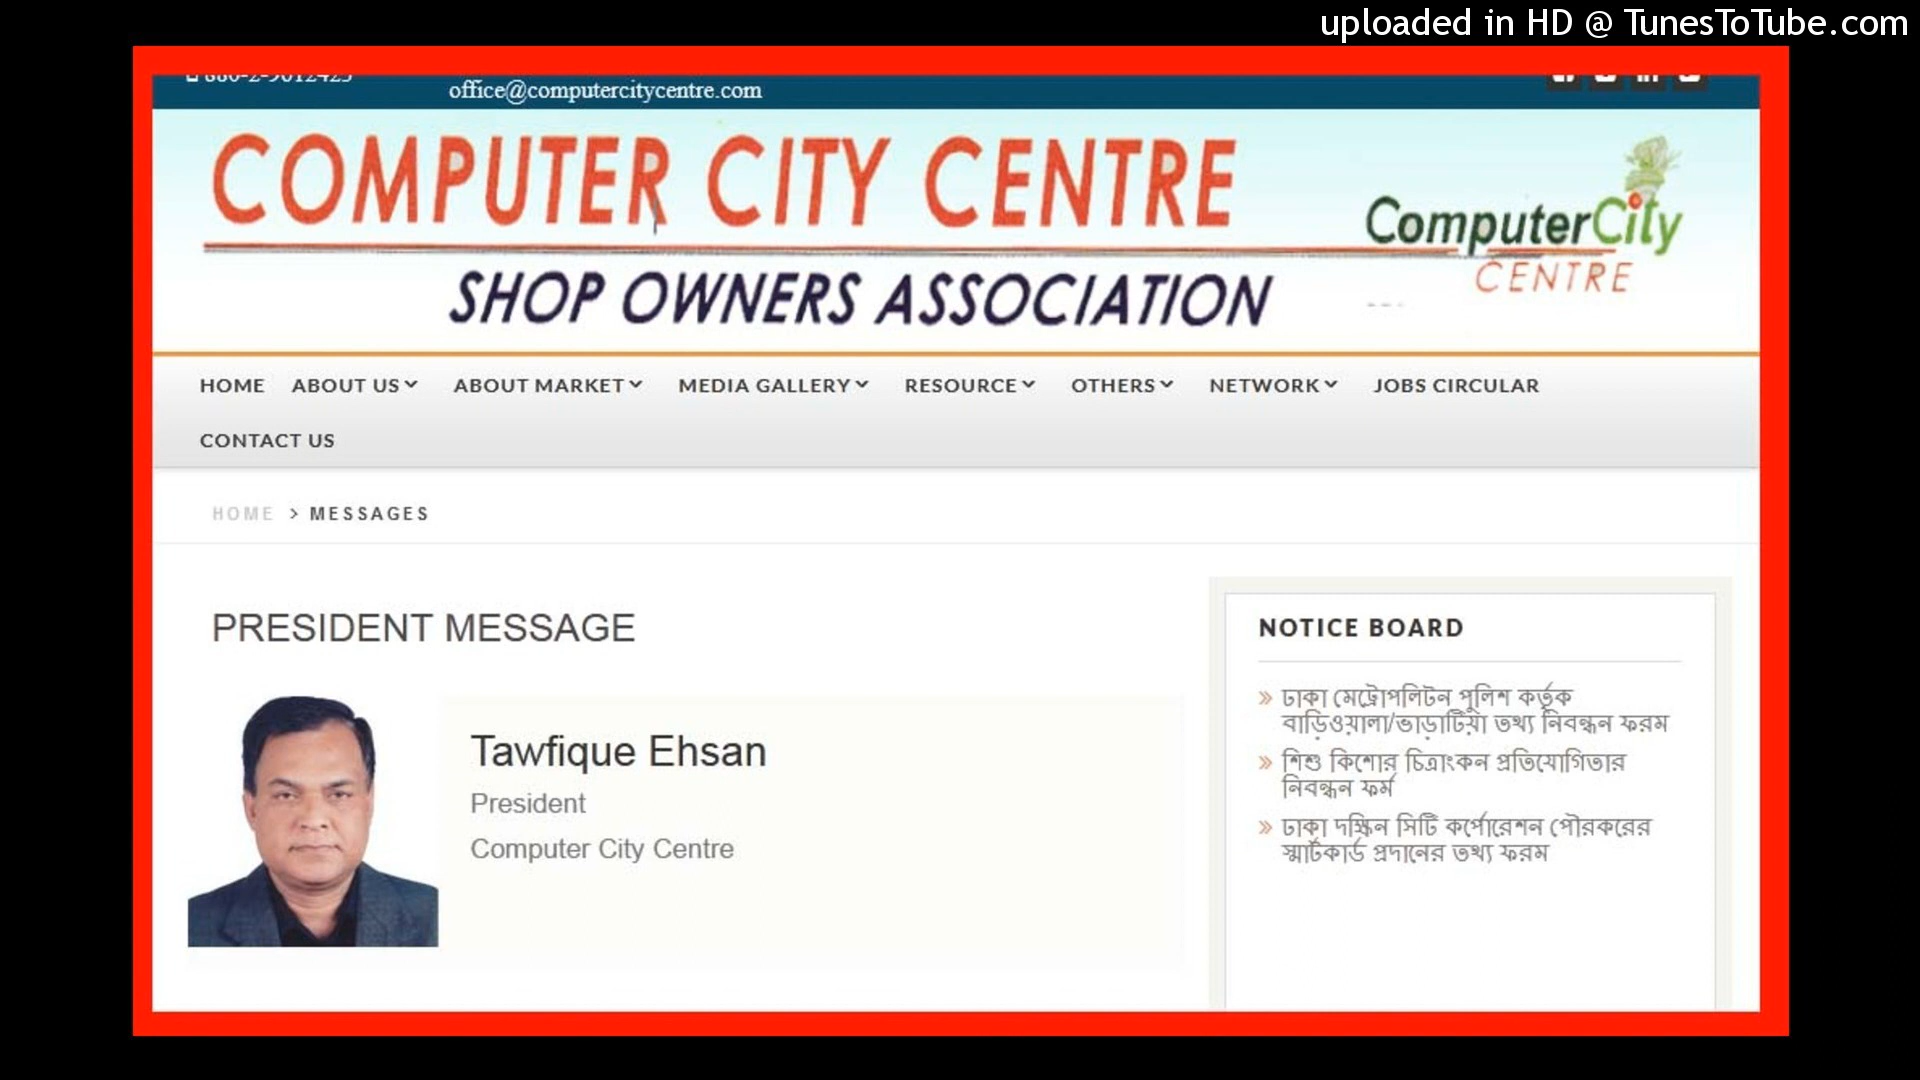 uploaded in HD @ TunesToTube.com
office@computercitycentre.com
COMPUTER CITY CENTRE
SHOP OWNERS ASSOCIATION
ComputerCity
CENTRE
HOME ABOUT US ABOUT MARKET MEDIA GALLERY RESOURCE OTHERS NETWORK JOBS CIRCULAR
CONTACT US
HOME > MESSAGES
PRESIDENT MESSAGE
Tawfique Ehsan
President
Computer City Centre
NOTICE BOARD
» ঢাকা মেট্রোপলিটন পুলিশ কর্তৃক
বাড়িওয়ালা/ভাড়াটিয়া তথ্য নিবন্ধন ফরম
» শিশু কিশোর চিত্রাংকন প্রতিযোগিতার
নিবন্ধন ফর্ম
» ঢাকা দক্ষিন সিটি কর্পোরেশন পৌরকরের
স্মার্টকার্ড প্রদানের তথ্য ফরম